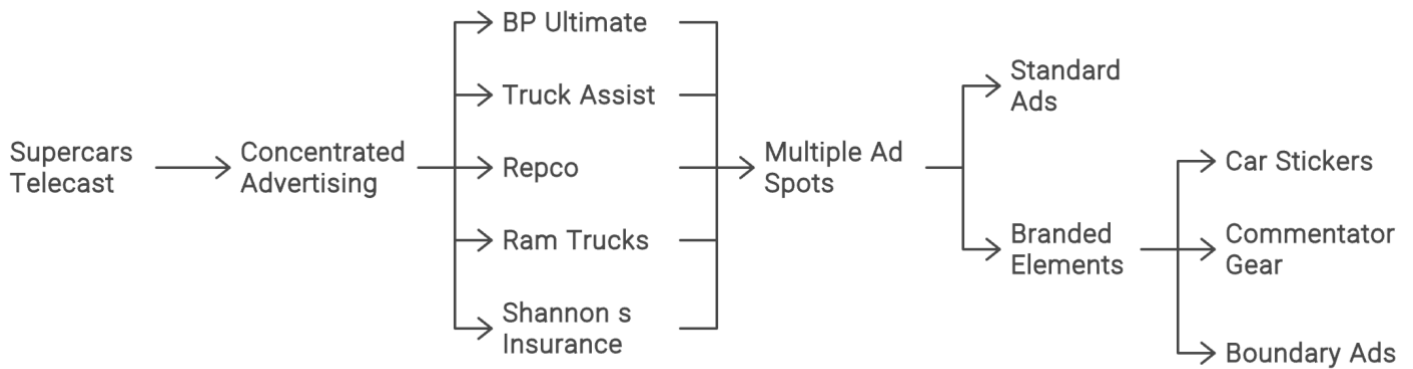 Supercars
Telecast
Concentrated
Advertising
BP Ultimate
Truck Assist
Repco
Ram Trucks
Shannon s
Insurance
Multiple Ad
Spots
Standard
Ads
Branded
Elements
Car Stickers
Commentator
Gear
Boundary Ads